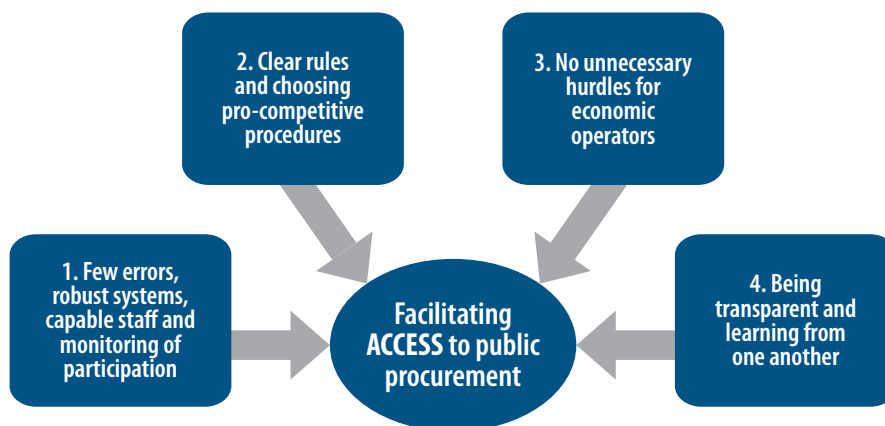 1. Few errors,
robust systems,
capable staff and
monitoring of
participation
2. Clear rules
and choosing
pro-competitive
procedures
3. No unnecessary
hurdles for
economic
operators
4. Being
transparent and
learning from
one another
Facilitating
ACCESS to public
procurement